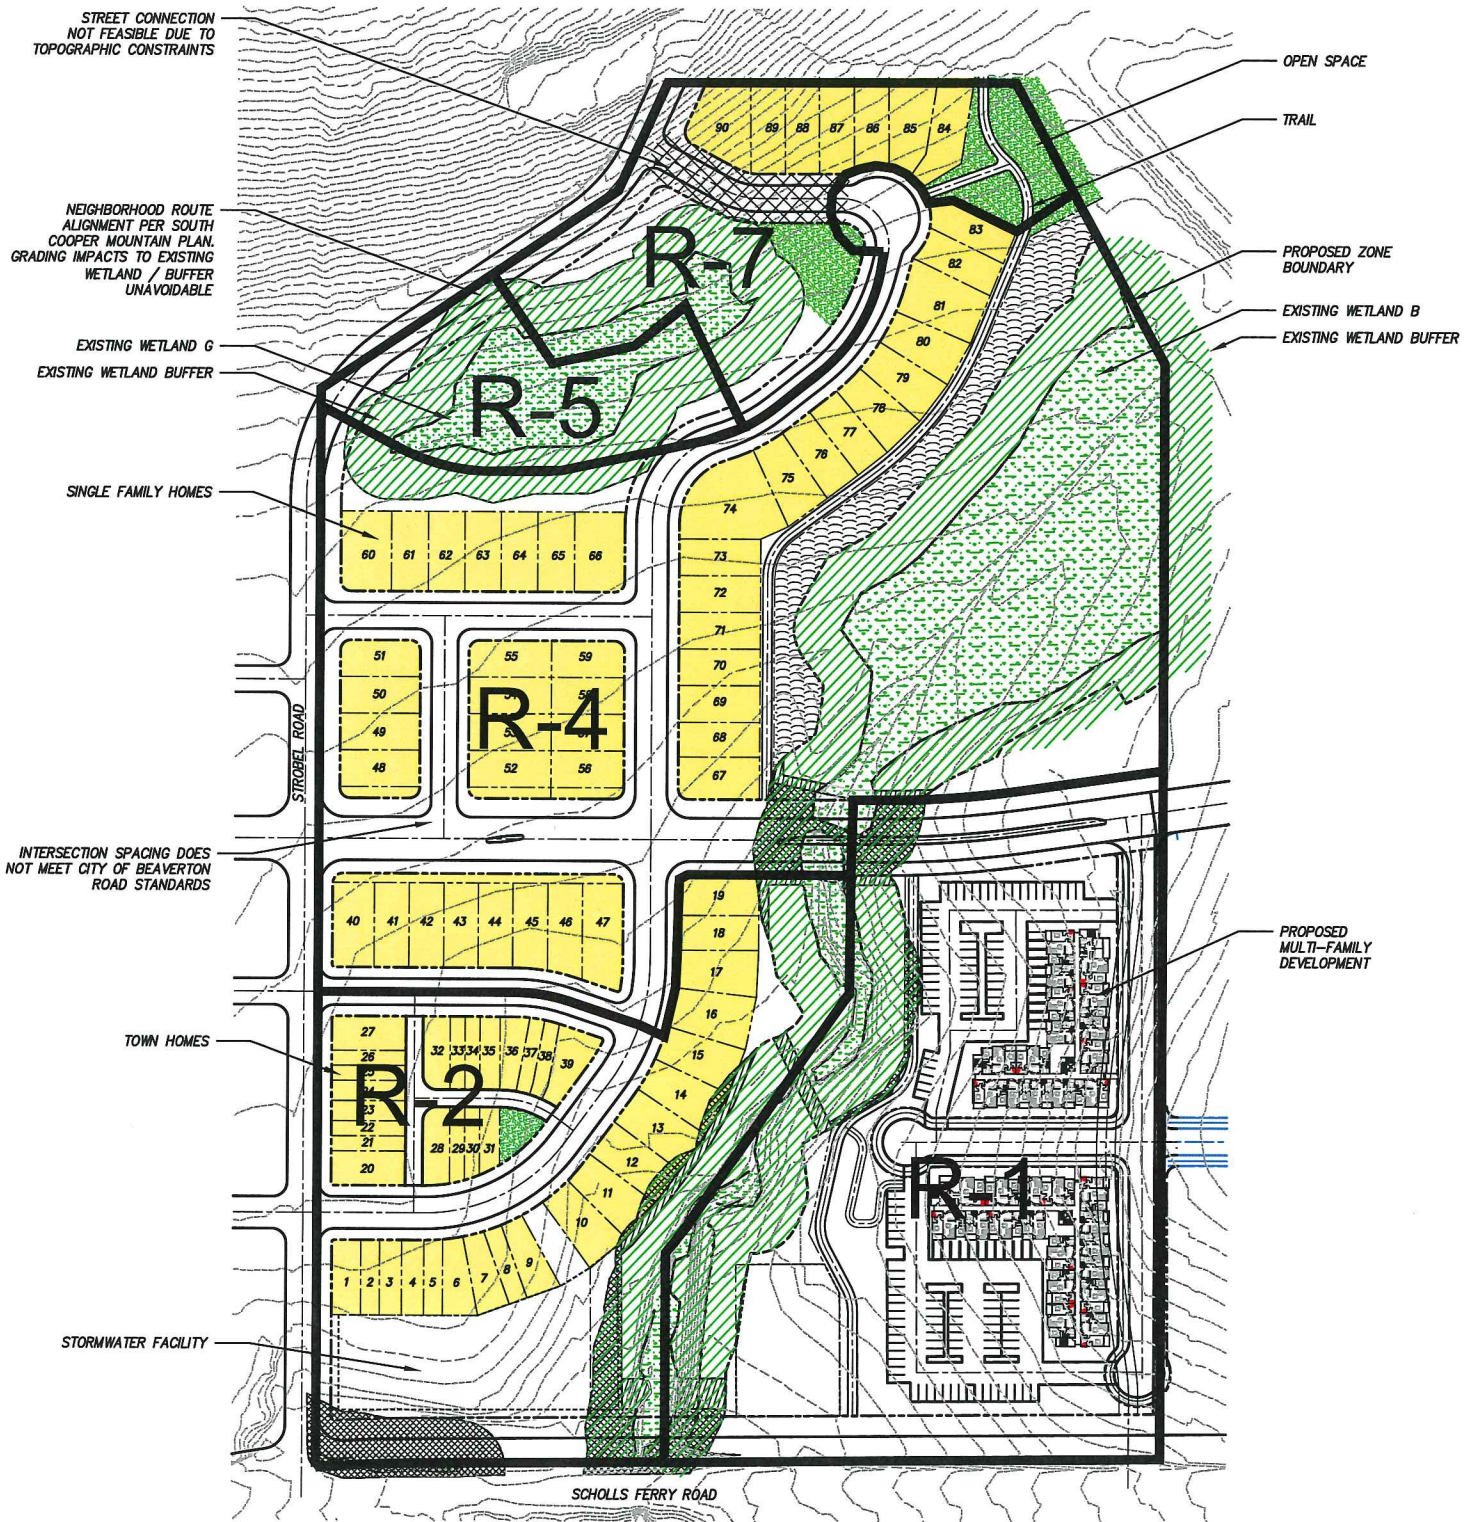 STREET CONNECTION
NOT FEASIBLE DUE TO
TOPOGRAPHIC CONSTRAINTS
OPEN SPACE
TRAIL
90 89 88 87 86 85 84
NEIGHBORHOOD ROUTE
ALIGNMENT PER SOUTH
COOPER MOUNTAIN PLAN.
GRADING IMPACTS TO EXISTING
WETLAND / BUFFER
UNAVOIDABLE
R-7
83
82
81
80
79
78
77
76
75
74
PROPOSED ZONE
BOUNDARY
EXISTING WETLAND B
EXISTING WETLAND BUFFER
EXISTING WETLAND G
EXISTING WETLAND BUFFER
R-5
SINGLE FAMILY HOMES
60 61 62 63 64 65 66
73
72
71
70
69
68
67
51
50
49
48
55 59
R-4
52 56
STROBEL ROAD
INTERSECTION SPACING DOES
NOT MEET CITY OF BEAVERTON
ROAD STANDARDS
40 41 42 43 44 45 46 47
19
18
17
16
15
14
13
12
11
10
PROPOSED
MULTI-FAMILY
DEVELOPMENT
TOWN HOMES
27
26
R-2
23
22
21
20
32 33 34 35 36 37 38 39
28 29 30 31
R-1
1 2 3 4 5 6 7 8 9
STORMWATER FACILITY
SCHOLLS FERRY ROAD